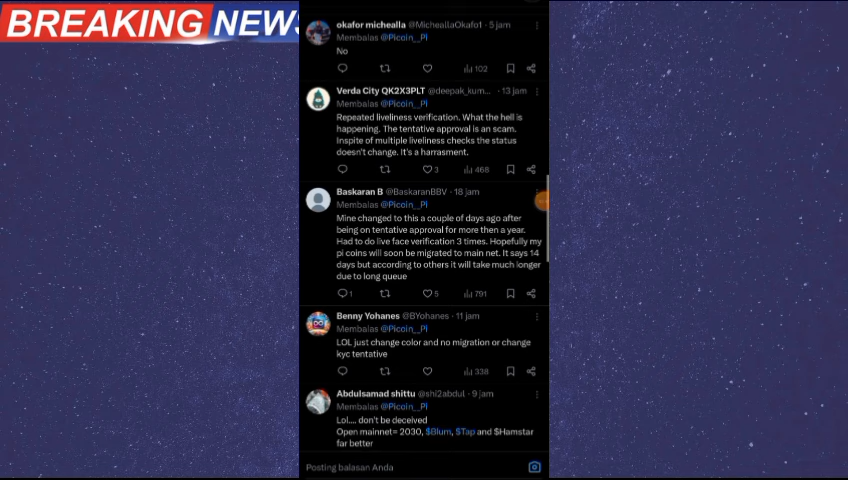 BREAKING NEWS
okafor michealla @MicheallaOkafo1 · 5 jam
Membalas @Picoin__Pi
No
102
Verda City QK2X3PLT @deepak_kum... · 13 jam
Membalas @Picoin__Pi
Repeated liveliness verification. What the hell is
happening. The tentative approval is an scam.
Inspite of multiple liveliness checks the status
doesn't change. It's a harrasment.
3 468
Baskaran B @BaskaranBBV · 18 jam
Membalas @Picoin__Pi
Mine changed to this a couple of days ago after
being on tentative approval for more then a year.
Had to do live face verification 3 times. Hopefully my
pi coins will soon be migrated to main net. It says 14
days but according to others it will take much longer
due to long queue
1 5 791
Benny Yohanes @BYohanes · 11 jam
Membalas @Picoin__Pi
LOL just change color and no migration or change
kyc tentative
338
Abdulsamad shittu @shi2abdul · 9 jam
Membalas @Picoin__Pi
Lol.... don't be deceived
Open mainnet= 2030, $Blum, $Tap and $Hamstar
far better
Posting balasan Anda